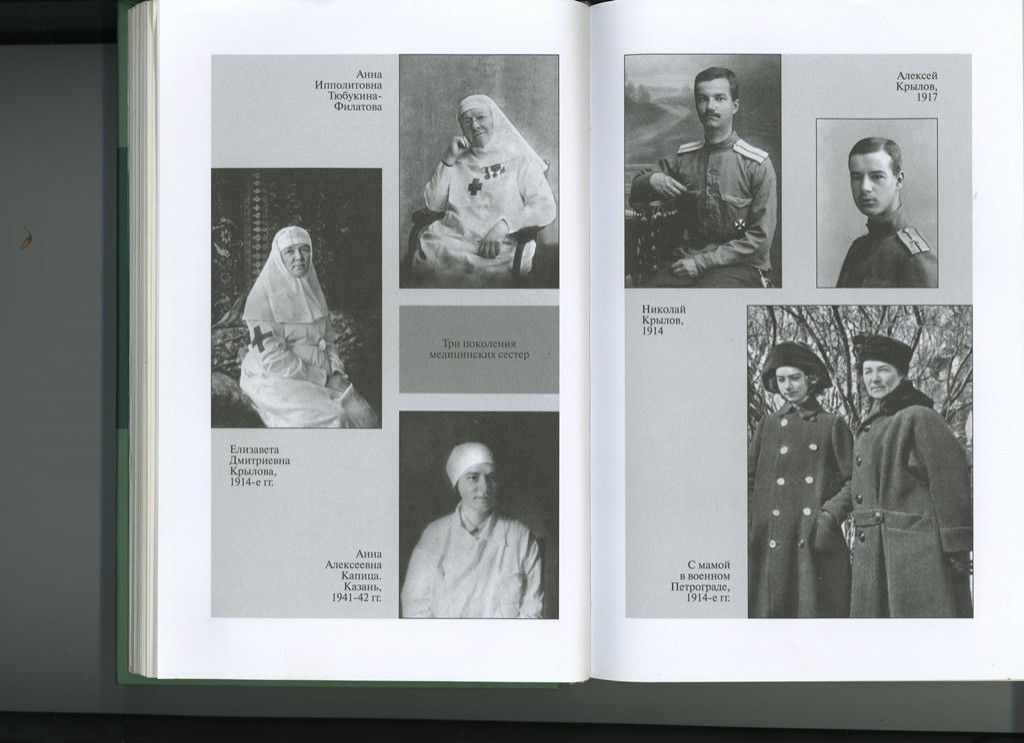 Анна
Ипполитовна
Тюбукина-
Филатова
Три поколения
медицинских сестер
Елизавета
Дмитриевна
Крылова,
1914-е гг.
Анна
Алексеевна
Капица.
Казань,
1941-42 гг.
Алексей
Крылов,
1917
Николай
Крылов,
1914
С мамой
в военном
Петрограде,
1914-е гг.